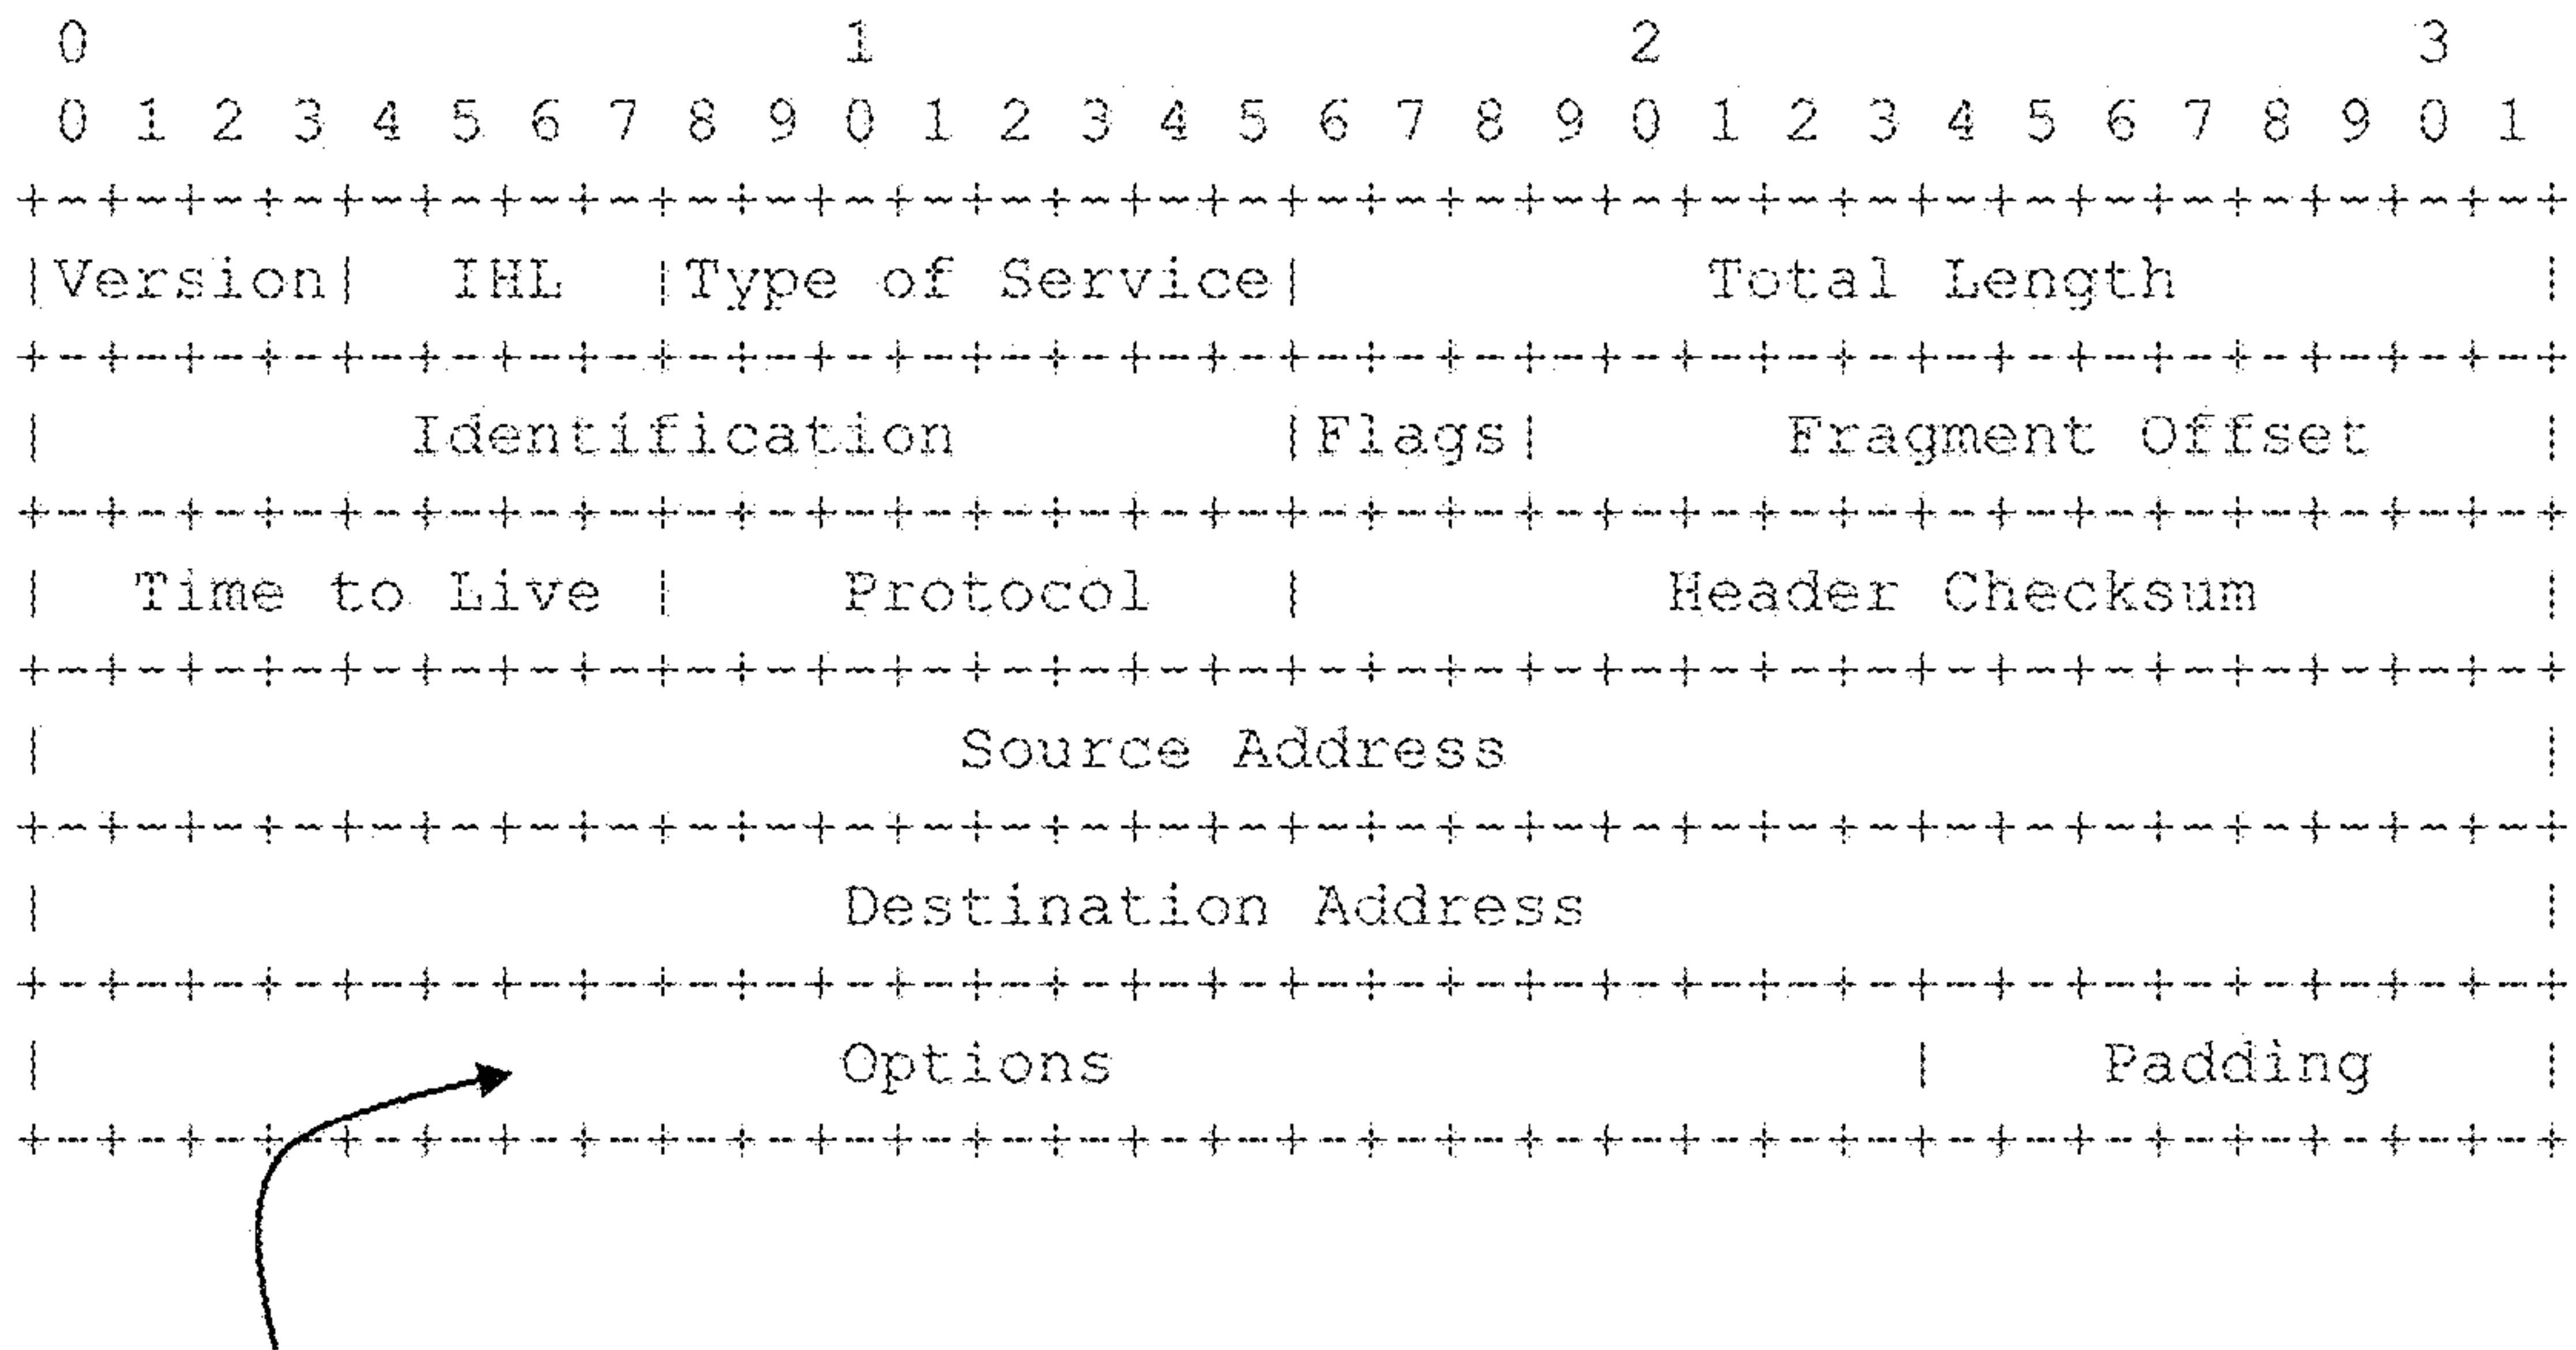 0                   1                   2                   3
0 1 2 3 4 5 6 7 8 9 0 1 2 3 4 5 6 7 8 9 0 1 2 3 4 5 6 7 8 9 0 1
+-+-+-+-+-+-+-+-+-+-+-+-+-+-+-+-+-+-+-+-+-+-+-+-+-+-+-+-+-+-+-+-+
|Version|  IHL  |Type of Service|          Total Length         |
+-+-+-+-+-+-+-+-+-+-+-+-+-+-+-+-+-+-+-+-+-+-+-+-+-+-+-+-+-+-+-+-+
|         Identification        |Flags|      Fragment Offset    |
+-+-+-+-+-+-+-+-+-+-+-+-+-+-+-+-+-+-+-+-+-+-+-+-+-+-+-+-+-+-+-+-+
|  Time to Live |    Protocol   |         Header Checksum       |
+-+-+-+-+-+-+-+-+-+-+-+-+-+-+-+-+-+-+-+-+-+-+-+-+-+-+-+-+-+-+-+-+
|                       Source Address                          |
+-+-+-+-+-+-+-+-+-+-+-+-+-+-+-+-+-+-+-+-+-+-+-+-+-+-+-+-+-+-+-+-+
|                    Destination Address                        |
+-+-+-+-+-+-+-+-+-+-+-+-+-+-+-+-+-+-+-+-+-+-+-+-+-+-+-+-+-+-+-+-+
|                    Options                    |    Padding    |
+-+-+-+-+-+-+-+-+-+-+-+-+-+-+-+-+-+-+-+-+-+-+-+-+-+-+-+-+-+-+-+-+